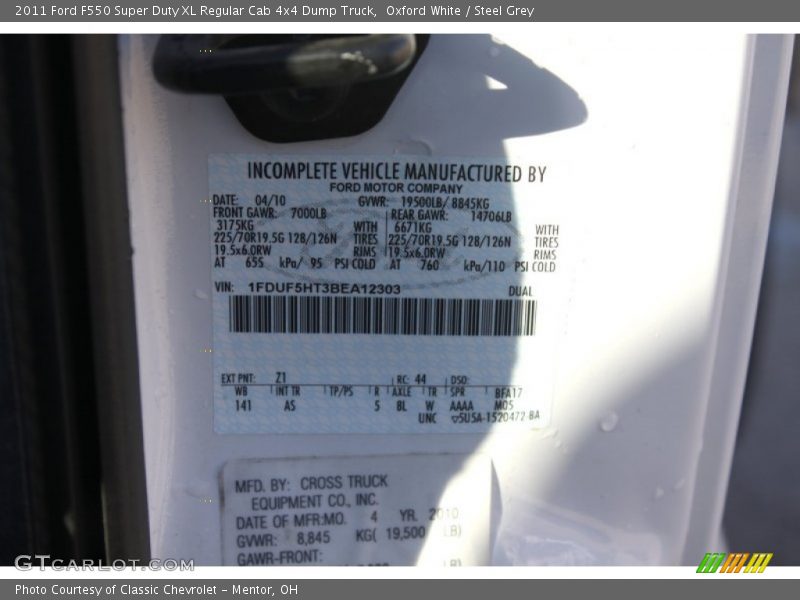 2011 Ford F550 Super Duty XL Regular Cab 4x4 Dump Truck, Oxford White / Steel Grey
INCOMPLETE VEHICLE MANUFACTURED BY
FORD MOTOR COMPANY
DATE: 04/10 GVWR: 19500LB/ 8845KG
FRONT GAWR: 7000LB REAR GAWR: 14706LB
3175KG WITH 6671KG WITH
225/70R19.5G 128/126N TIRES 225/70R19.5G 128/126N TIRES
19.5x6.0RW RIMS 19.5x6.0RW RIMS
AT 655 kPa/ 95 PSI COLD AT 760 kPa/110 PSI COLD
VIN: 1FDUF5HT3BEA12303 DUAL
EXT PNT: Z1 RC: 44 DSO:
WB INT TR TP/PS R AXLE TR SPR BFA17
141 AS 5 BL W AAAA M05
UNC ▽5U5A-1520472 BA
MFD. BY: CROSS TRUCK
EQUIPMENT CO., INC.
DATE OF MFR:MO. 4 YR. 2010
GVWR: 8,845 KG( 19,500 LB)
GAWR-FRONT:
GTCARLOT.COM
Photo Courtesy of Classic Chevrolet - Mentor, OH